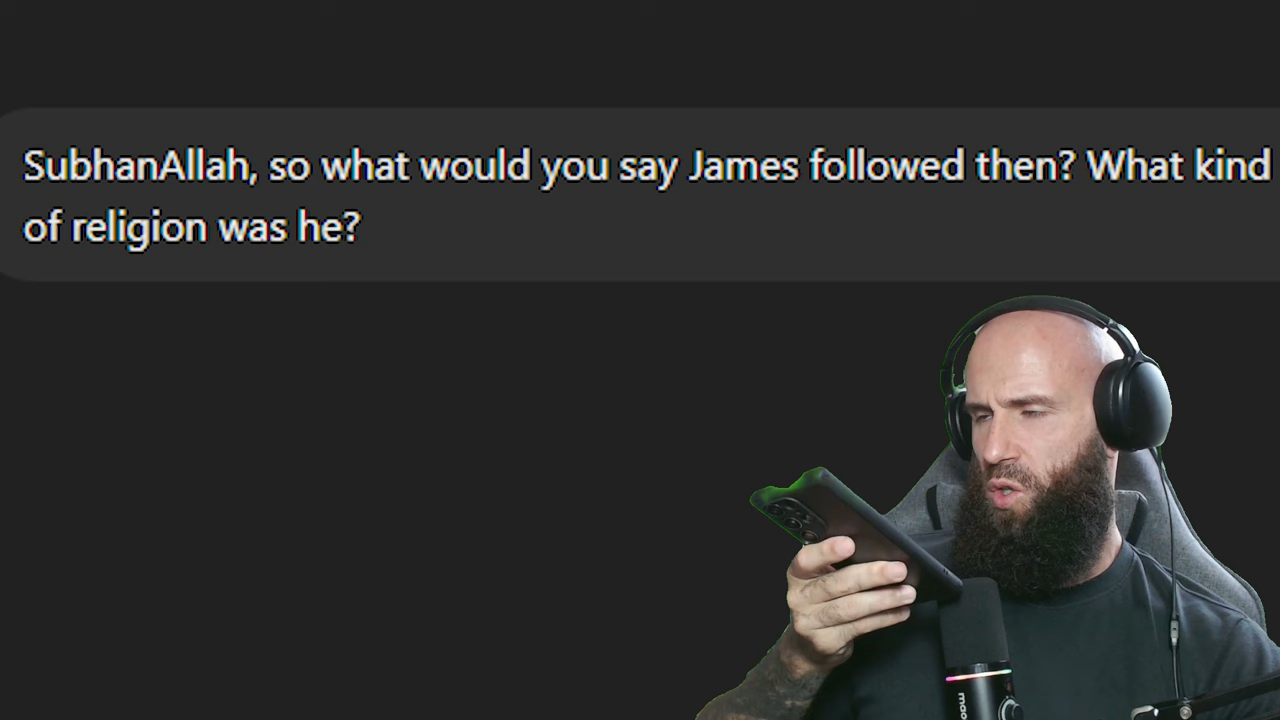 SubhanAllah, so what would you say James followed then? What kind
of religion was he?